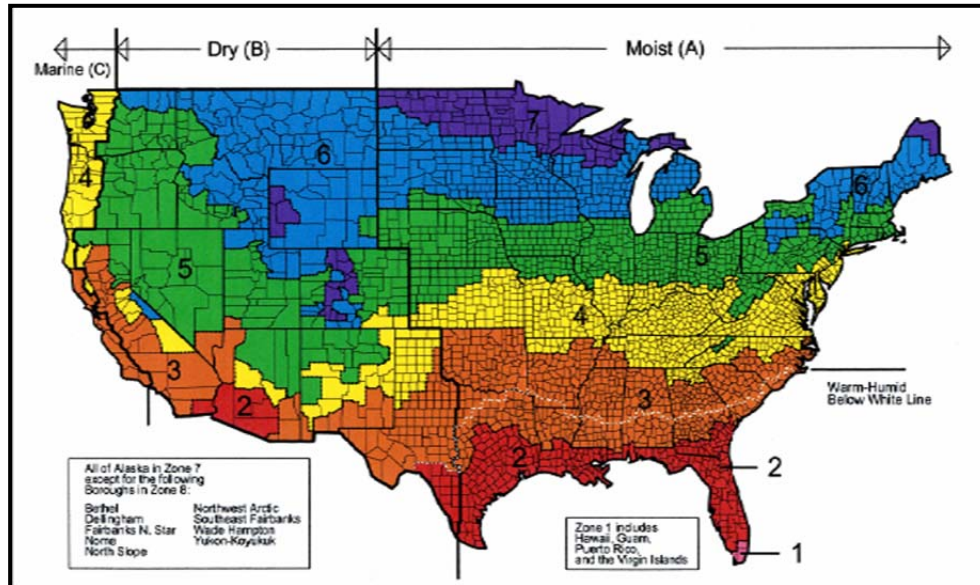 Marine (C)
Dry (B)
Moist (A)
7
6
6
4
5
5
4
3
3
2
2
Warm-Humid
Below White Line
2
1
All of Alaska in Zone 7
except for the following
Boroughs in Zone 8:
Bethel
Dellingham
Fairbanks N. Star
Nome
North Slope
Northwest Arctic
Southeast Fairbanks
Wade Hampton
Yukon-Koyukuk
Zone 1 includes
Hawaii, Guam,
Puerto Rico,
and the Virgin Islands